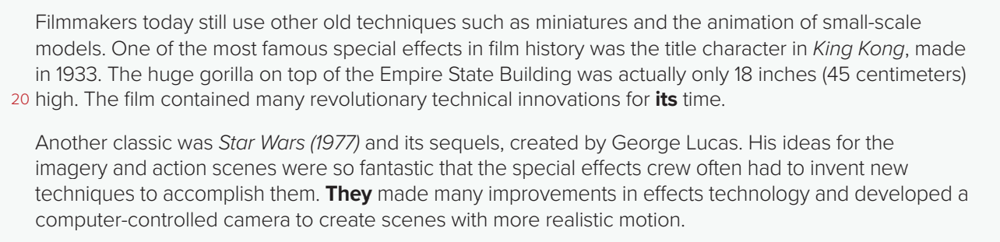 Filmmakers today still use other old techniques such as miniatures and the animation of small-scale
models. One of the most famous special effects in film history was the title character in King Kong, made
in 1933. The huge gorilla on top of the Empire State Building was actually only 18 inches (45 centimeters)
20 high. The film contained many revolutionary technical innovations for its time.
Another classic was Star Wars (1977) and its sequels, created by George Lucas. His ideas for the
imagery and action scenes were so fantastic that the special effects crew often had to invent new
techniques to accomplish them. They made many improvements in effects technology and developed a
computer-controlled camera to create scenes with more realistic motion.